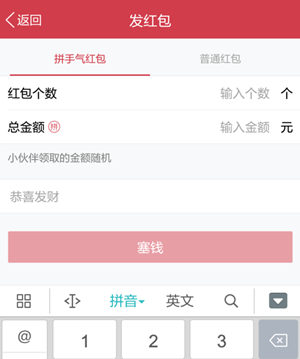 返回 发红包
拼手气红包 普通红包
红包个数 输入个数 个
总金额 拼 输入金额 元
小伙伴领取的金额随机
恭喜发财
塞钱
拼音 英文
@ 1 2 3